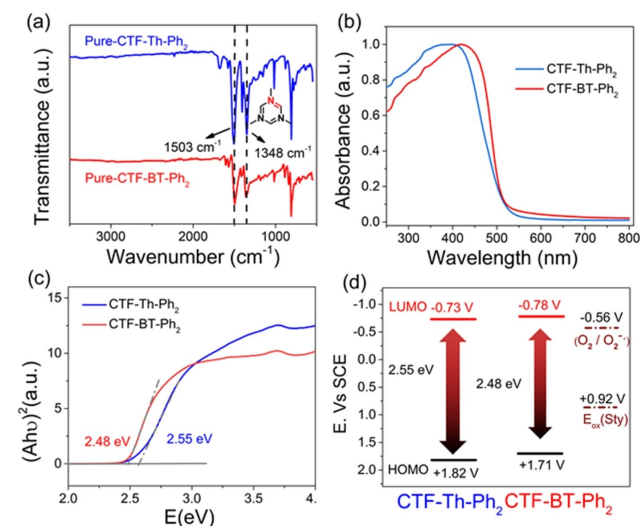 (a)
Pure-CTF-Th-Ph2
N
N
N
1503 cm-1
1348 cm-1
Pure-CTF-BT-Ph2
Transmittance (a.u.)
3000 2000 1000
Wavenumber (cm-1)
(b)
CTF-Th-Ph2
CTF-BT-Ph2
1.0
0.8
0.6
0.4
0.2
0.0
Absorbance
300 400 500 600 700 800
Wavelength (nm)
(c)
CTF-Th-Ph2
CTF-BT-Ph2
15
10
5
0
(Ahυ)2(a.u.)
2.48 eV
2.55 eV
2.0 2.5 3.0 3.5 4.
E(eV)
(d)
E. Vs SCE
-1.0
-0.5
0.0
0.5
1.0
1.5
2.0
LUMO -0.73 V -0.78 V
-0.56 V
(O2 / O2-·)
2.55 eV 2.48 eV
+0.92 V
Eox(Sty)
HOMO +1.82 V +1.71 V
CTF-Th-Ph2 CTF-BT-Ph2